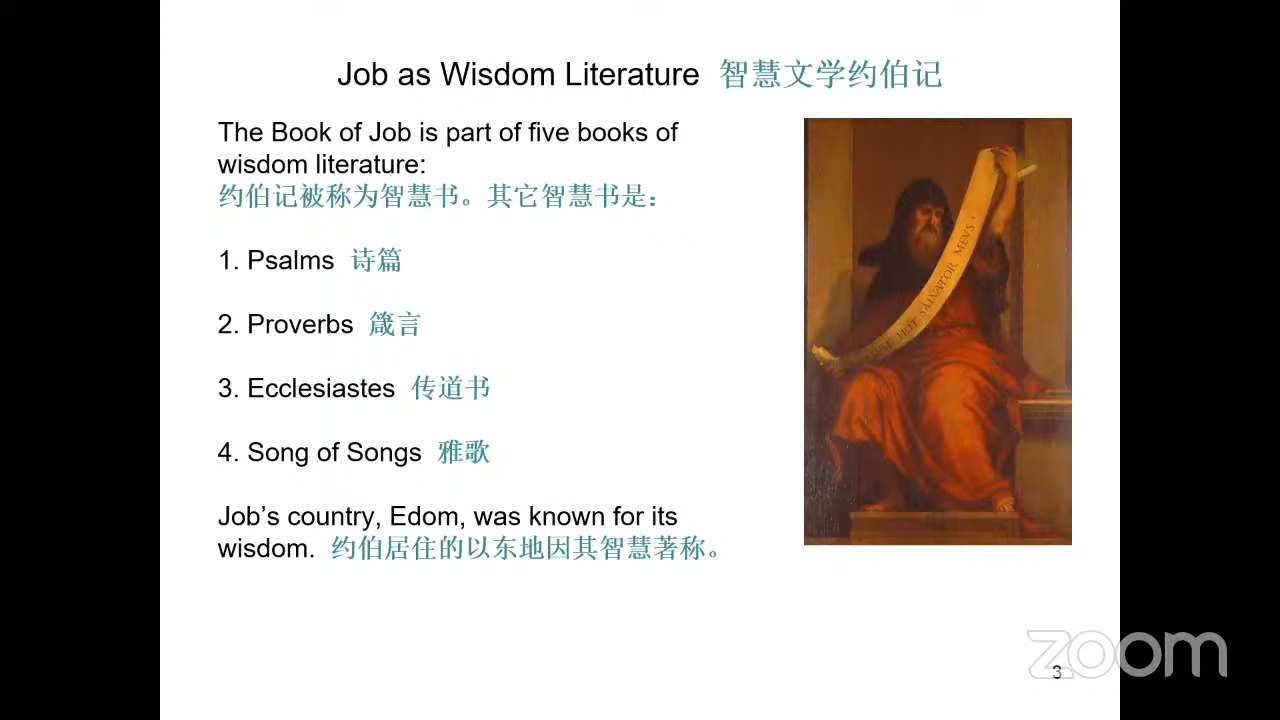 Job as Wisdom Literature 智慧文学约伯记
The Book of Job is part of five books of
wisdom literature:
约伯记被称为智慧书。其它智慧书是：
1. Psalms 诗篇
2. Proverbs 箴言
3. Ecclesiastes 传道书
4. Song of Songs 雅歌
Job’s country, Edom, was known for its
wisdom. 约伯居住的以东地因其智慧著称。
SALVATOR MEVS
zoom
3